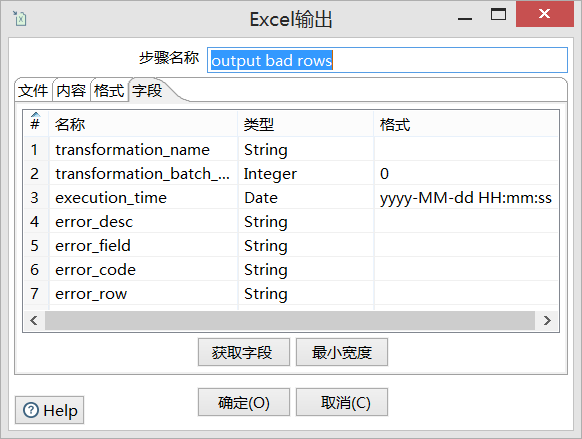 Excel输出
步骤名称 output bad rows
文件 内容 格式 字段
# 名称 类型 格式
1 transformation_name String
2 transformation_batch_... Integer 0
3 execution_time Date yyyy-MM-dd HH:mm:ss
4 error_desc String
5 error_field String
6 error_code String
7 error_row String
获取字段 最小宽度
Help 确定(O) 取消(C)